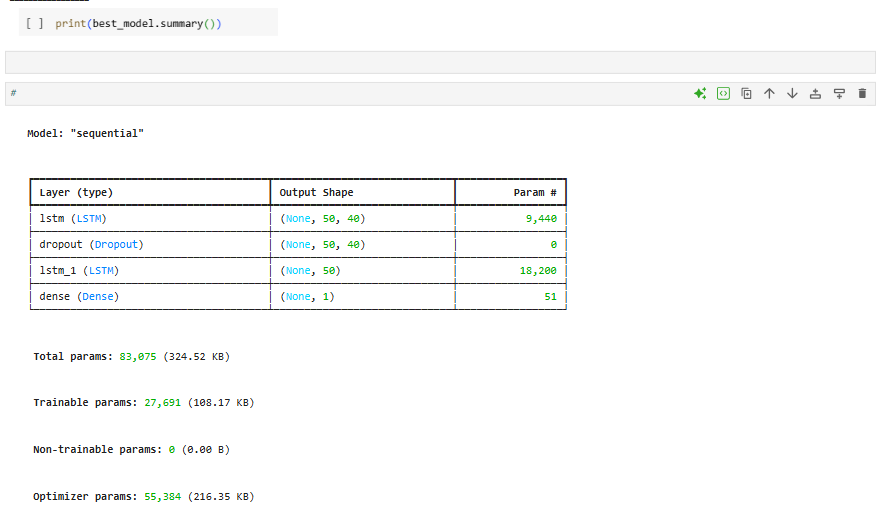 [ ] print(best_model.summary())
#
Model: "sequential"
Layer (type) Output Shape Param #
lstm (LSTM) (None, 50, 40) 9,440
dropout (Dropout) (None, 50, 40) 0
lstm_1 (LSTM) (None, 50) 18,200
dense (Dense) (None, 1) 51
Total params: 83,075 (324.52 KB)
Trainable params: 27,691 (108.17 KB)
Non-trainable params: 0 (0.00 B)
Optimizer params: 55,384 (216.35 KB)